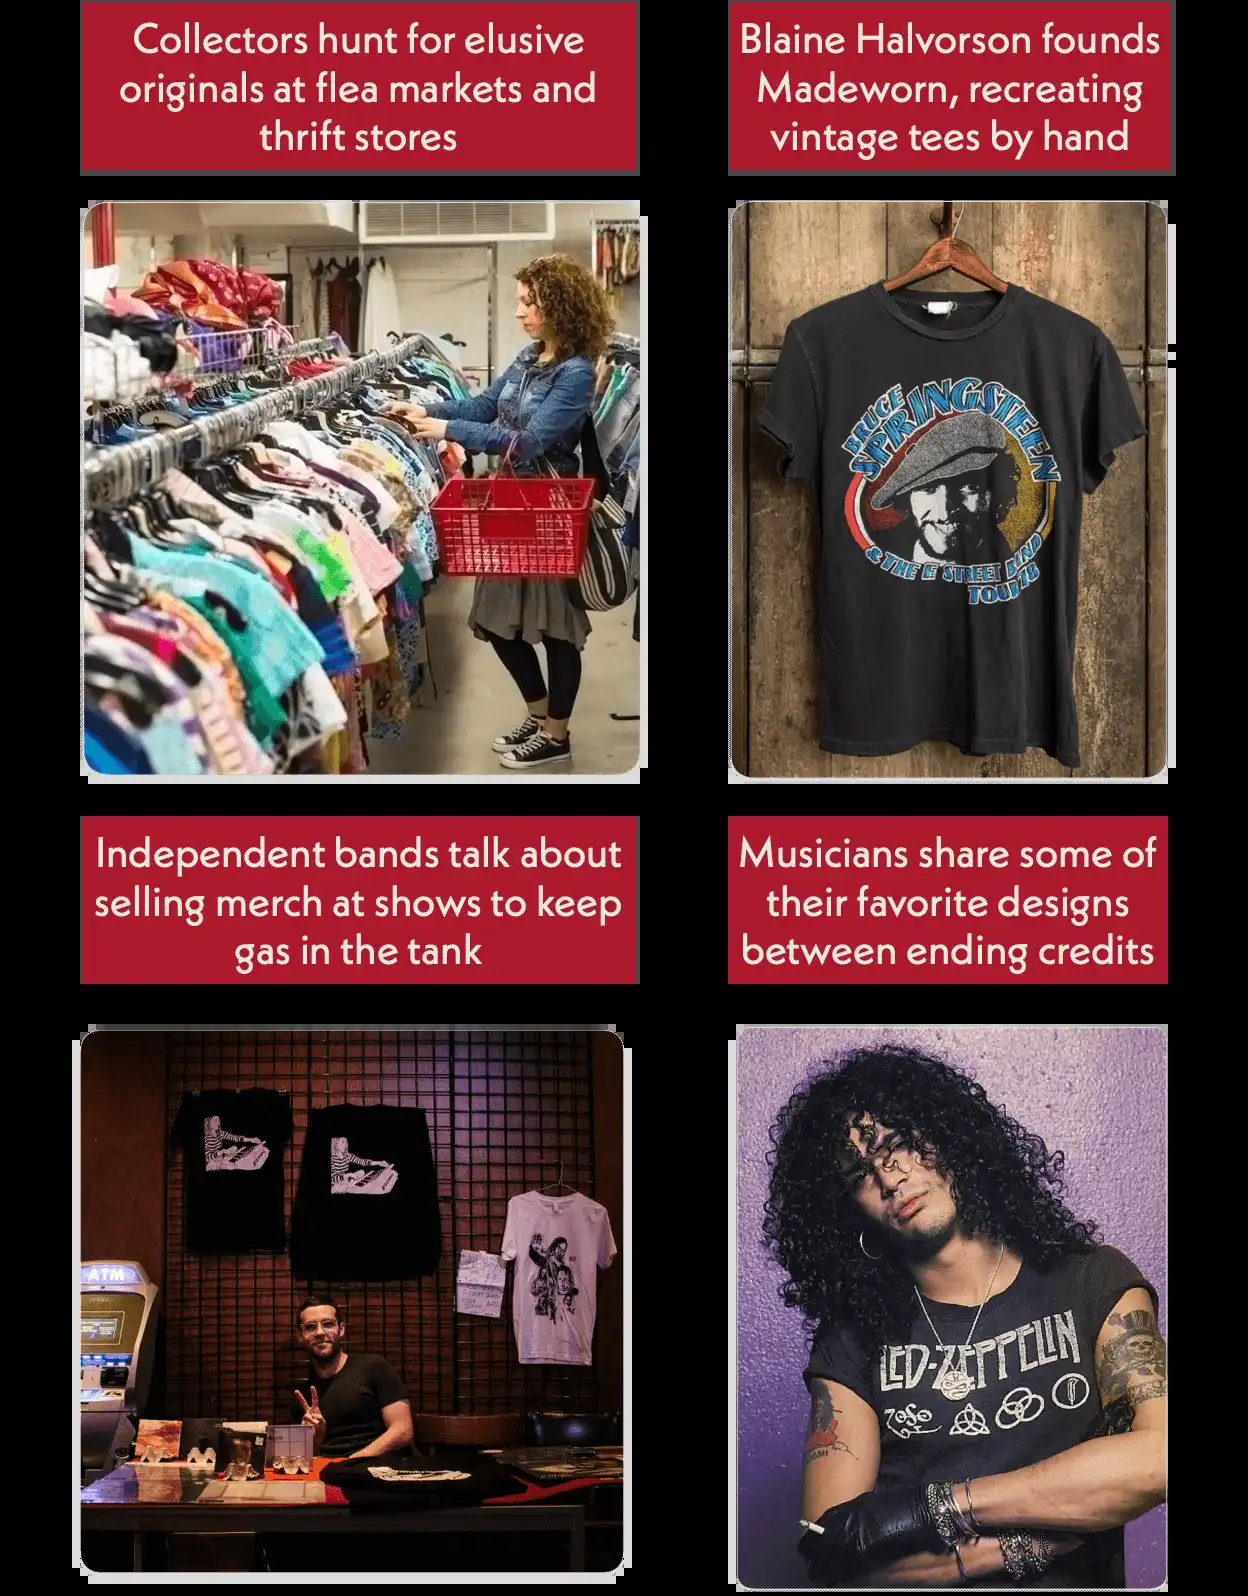 Collectors hunt for elusive
originals at flea markets and
thrift stores
Blaine Halvorson founds
Madeworn, recreating
vintage tees by hand
BRUCE
SPRINGSTEEN
& THE E STREET BAND
TOUR 78
Independent bands talk about
selling merch at shows to keep
gas in the tank
Musicians share some of
their favorite designs
between ending credits
ATM
LED-ZEPPELIN
ZOSO